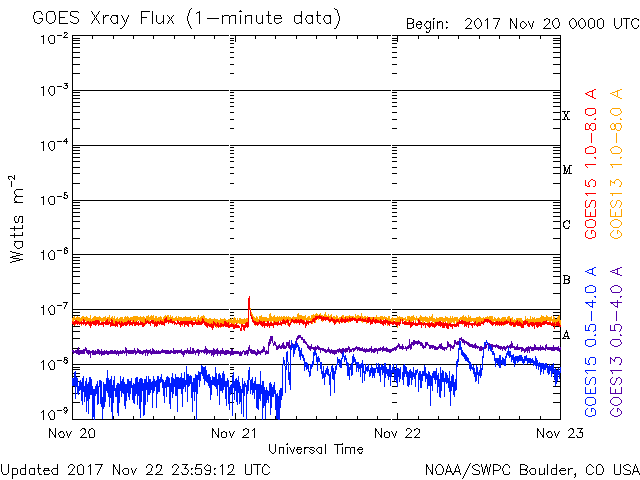 GOES Xray Flux (1-minute data)
Begin: 2017 Nov 20 0000 UTC
10⁻²
10⁻³
10⁻⁴
10⁻⁵
10⁻⁶
10⁻⁷
10⁻⁸
10⁻⁹
Watts m⁻²
X
M
C
B
A
GOES15 1.0-8.0 A
GOES13 1.0-8.0 A
GOES15 0.5-4.0 A
GOES13 0.5-4.0 A
Nov 20
Nov 21
Nov 22
Nov 23
Universal Time
Updated 2017 Nov 22 23:59:12 UTC
NOAA/SWPC Boulder, CO USA